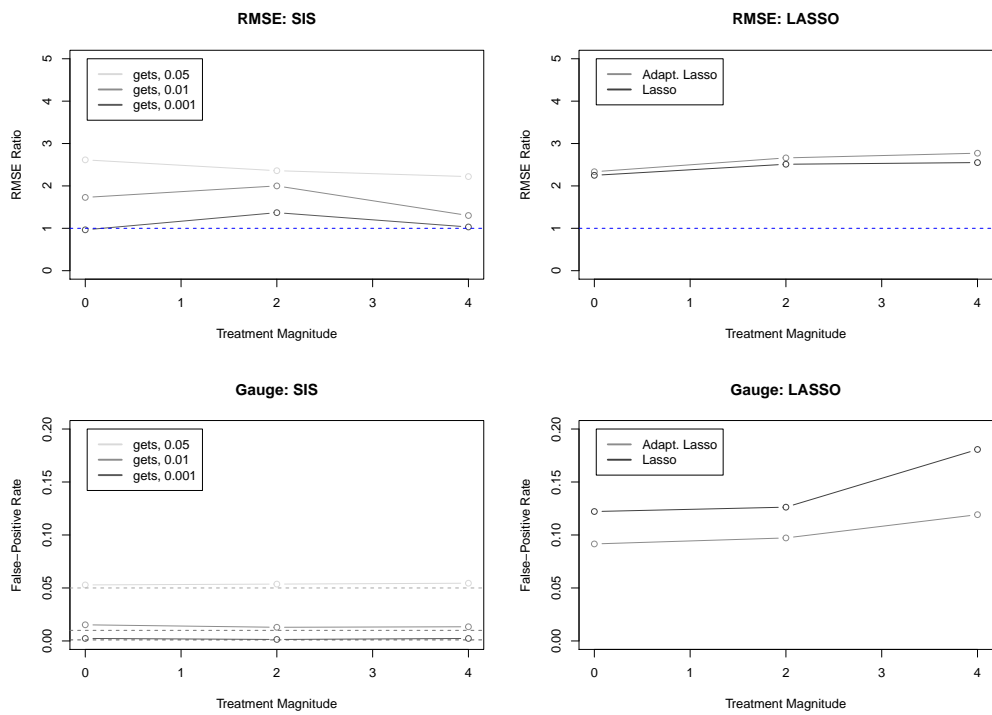 RMSE: SIS
RMSE Ratio
5
4
3
2
1
0
gets, 0.05
gets, 0.01
gets, 0.001
0 1 2 3 4
Treatment Magnitude
RMSE: LASSO
RMSE Ratio
5
4
3
2
1
0
Adapt. Lasso
Lasso
0 1 2 3 4
Treatment Magnitude
Gauge: SIS
False−Positive Rate
0.20
0.15
0.10
0.05
0.00
gets, 0.05
gets, 0.01
gets, 0.001
0 1 2 3 4
Treatment Magnitude
Gauge: LASSO
False−Positive Rate
0.20
0.15
0.10
0.05
0.00
Adapt. Lasso
Lasso
0 1 2 3 4
Treatment Magnitude